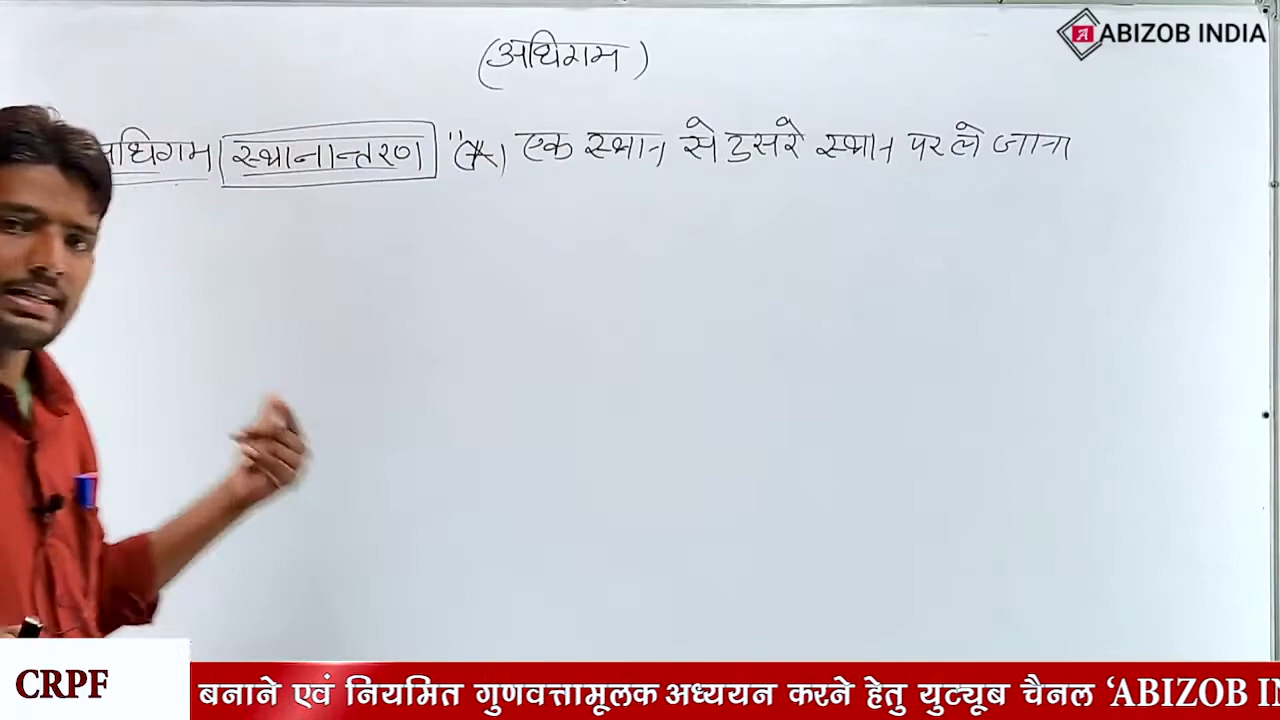 ABIZOB INDIA
(अधिगम)
अधिगम स्थानान्तरण " एक स्थान से दुसरे स्थान पर ले जाना
CRPF
बनाने एवं नियमित गुणवत्तामूलक अध्ययन करने हेतु युट्यूब चैनल ‘ABIZOB IN